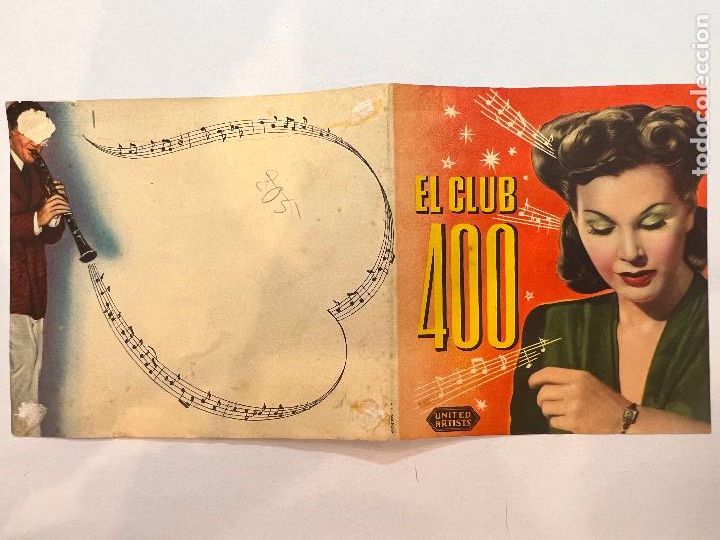 EL CLUB
400
UNITED
ARTISTS
todocoleccion